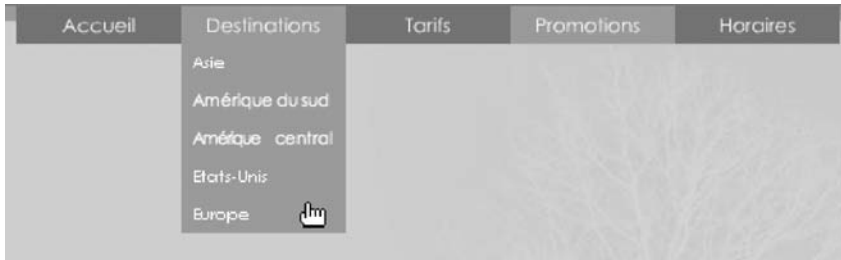 Accueil Destinations Tarifs Promotions Horaires
Asie
Amérique du sud
Amérique central
Etats-Unis
Europe